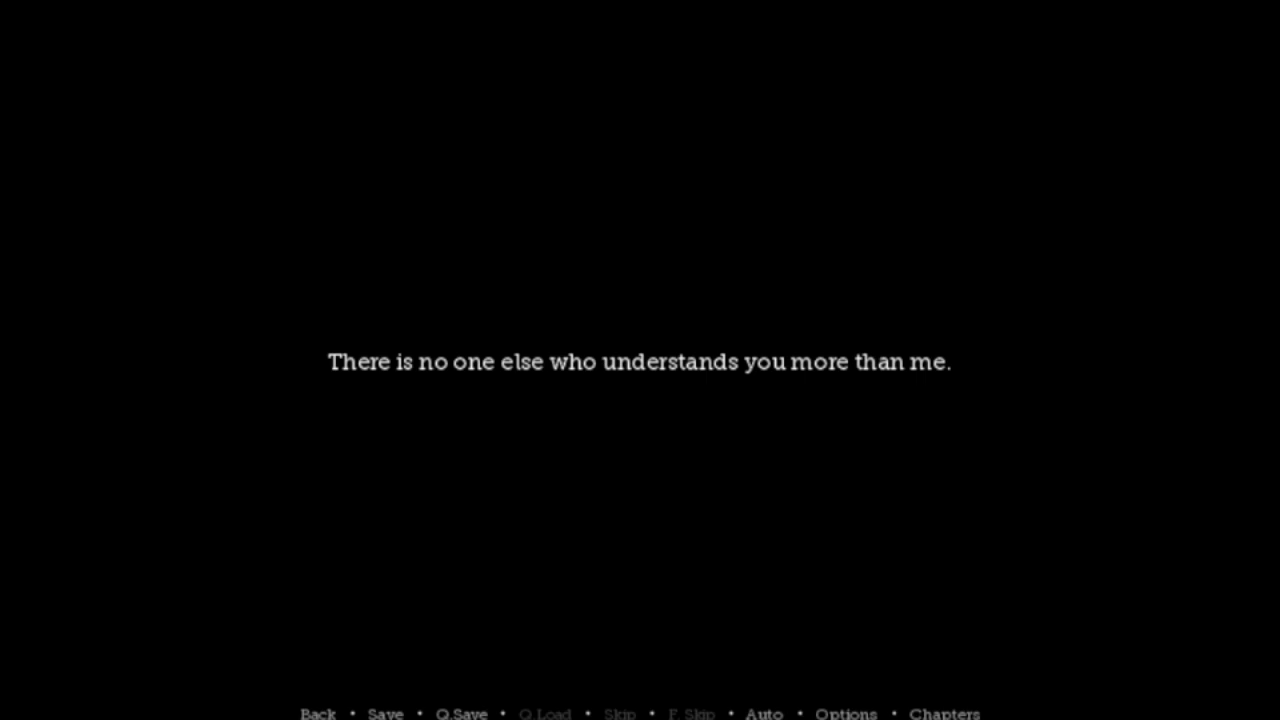 There is no one else who understands you more than me.
Back • Save • Q.Save • Q.Load • Skip • F. Skip • Auto • Options • Chapters